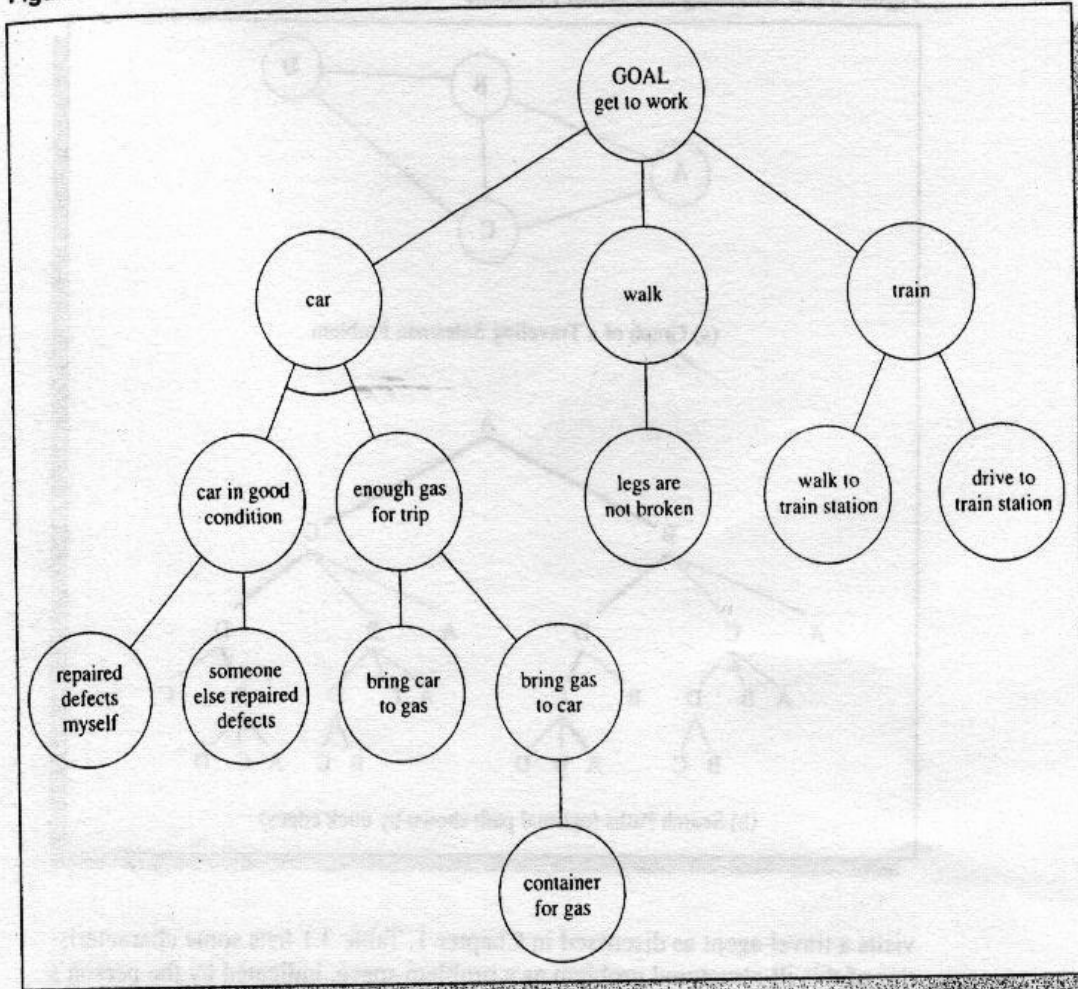 GOAL
get to work
car
walk
train
car in good
condition
enough gas
for trip
legs are
not broken
walk to
train station
drive to
train station
repaired
defects
myself
someone
else repaired
defects
bring car
to gas
bring gas
to car
container
for gas